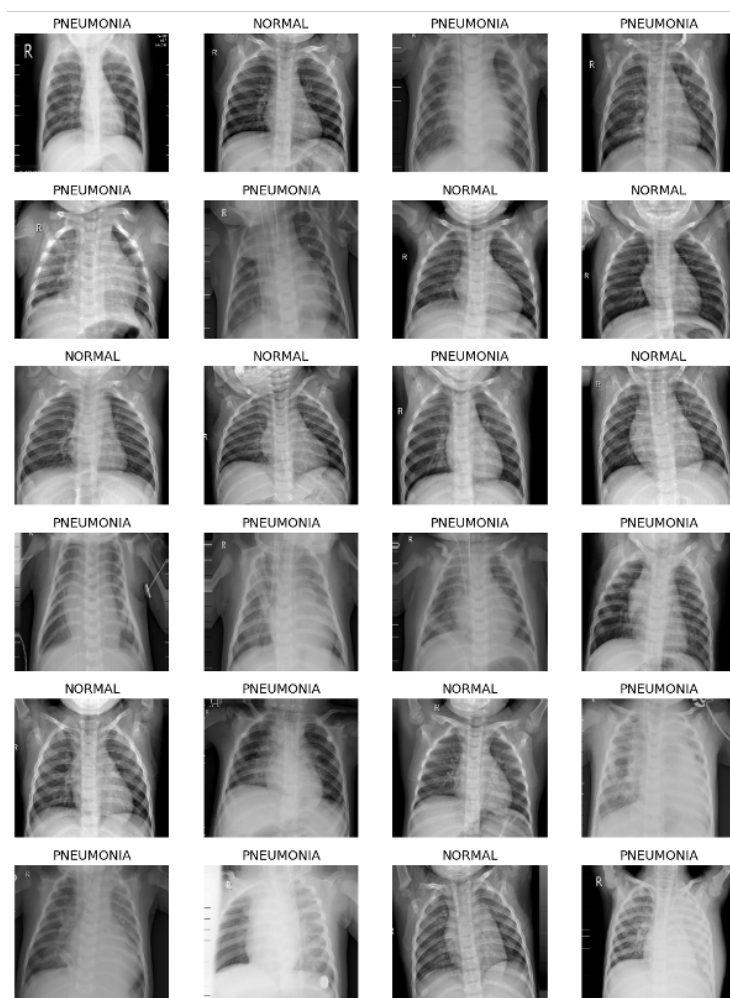 PNEUMONIA NORMAL PNEUMONIA PNEUMONIA
R R R
PNEUMONIA PNEUMONIA NORMAL NORMAL
R R R R
NORMAL NORMAL PNEUMONIA NORMAL
R R R
PNEUMONIA PNEUMONIA PNEUMONIA PNEUMONIA
R R
NORMAL PNEUMONIA NORMAL PNEUMONIA
R R
PNEUMONIA PNEUMONIA NORMAL PNEUMONIA
R R R